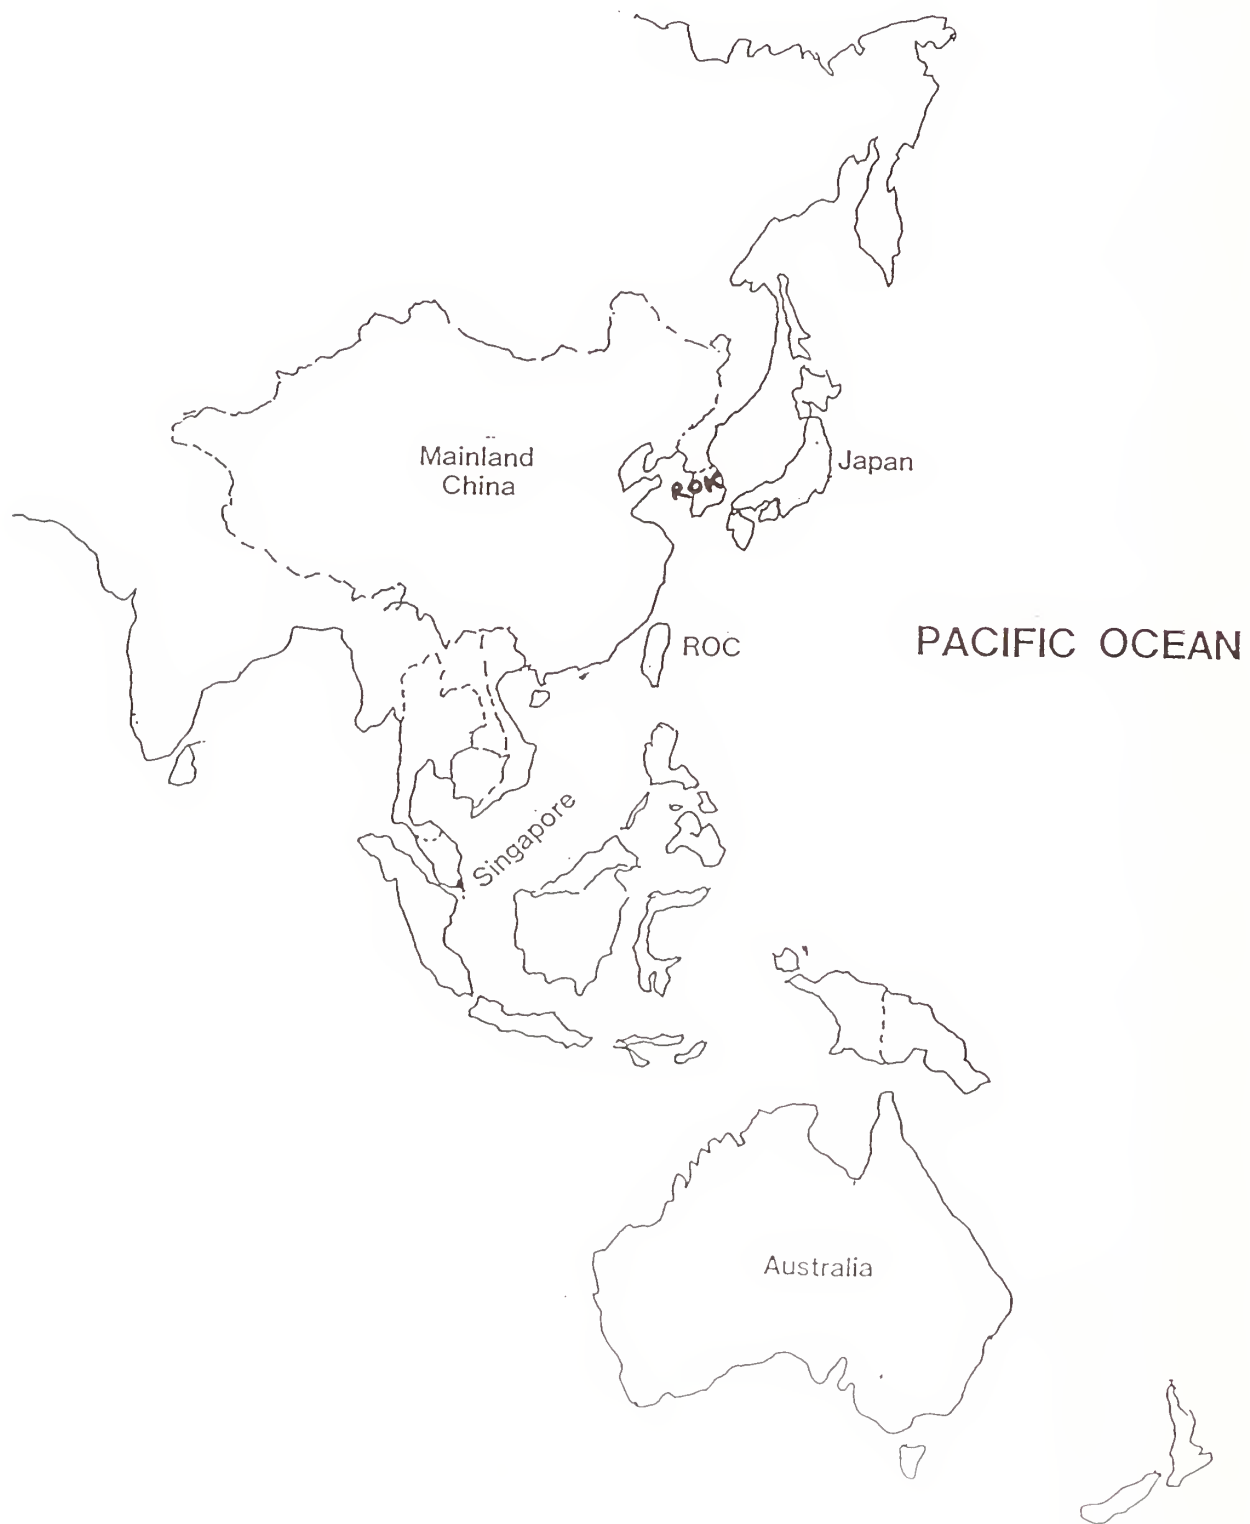 Mainland
China
Japan
ROK
ROC
PACIFIC OCEAN
Singapore
Australia